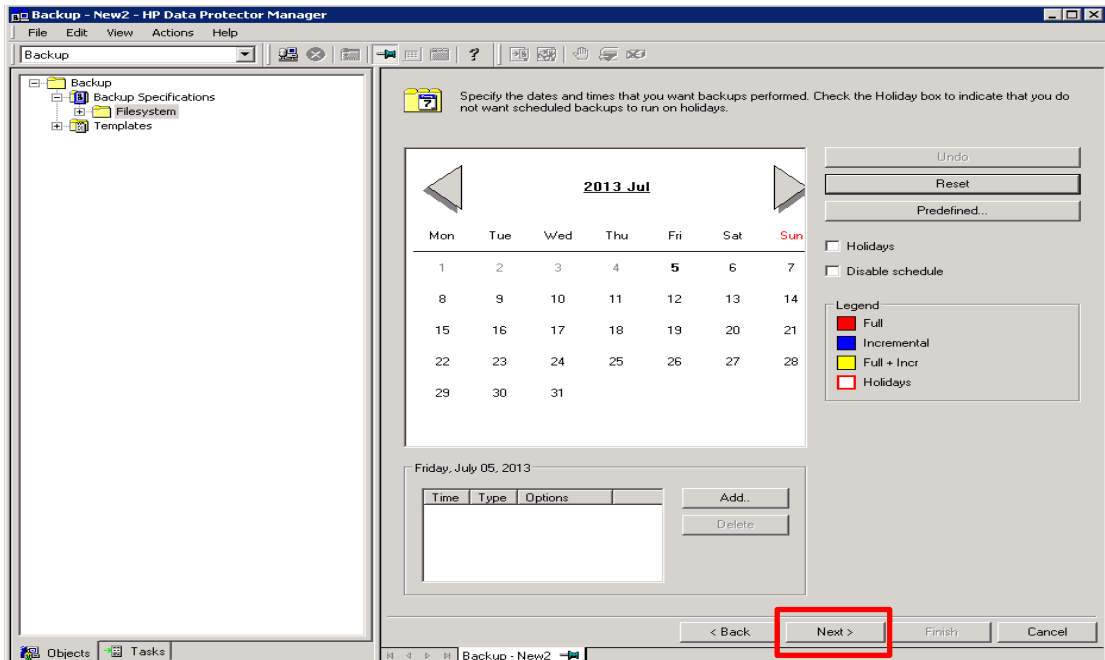 Backup - New2 - HP Data Protector Manager
File Edit View Actions Help
Backup
?
Backup
Backup Specifications
Filesystem
Templates
7
Specify the dates and times that you want backups performed. Check the Holiday box to indicate that you do
not want scheduled backups to run on holidays.
2013 Jul
Mon Tue Wed Thu Fri Sat Sun
1 2 3 4 5 6 7
8 9 10 11 12 13 14
15 16 17 18 19 20 21
22 23 24 25 26 27 28
29 30 31
Undo
Reset
Predefined...
Holidays
Disable schedule
Legend
Full
Incremental
Full + Incr
Holidays
Friday, July 05, 2013
Time Type Options
Add..
Delete
< Back Next > Finish Cancel
Objects Tasks
Backup - New2